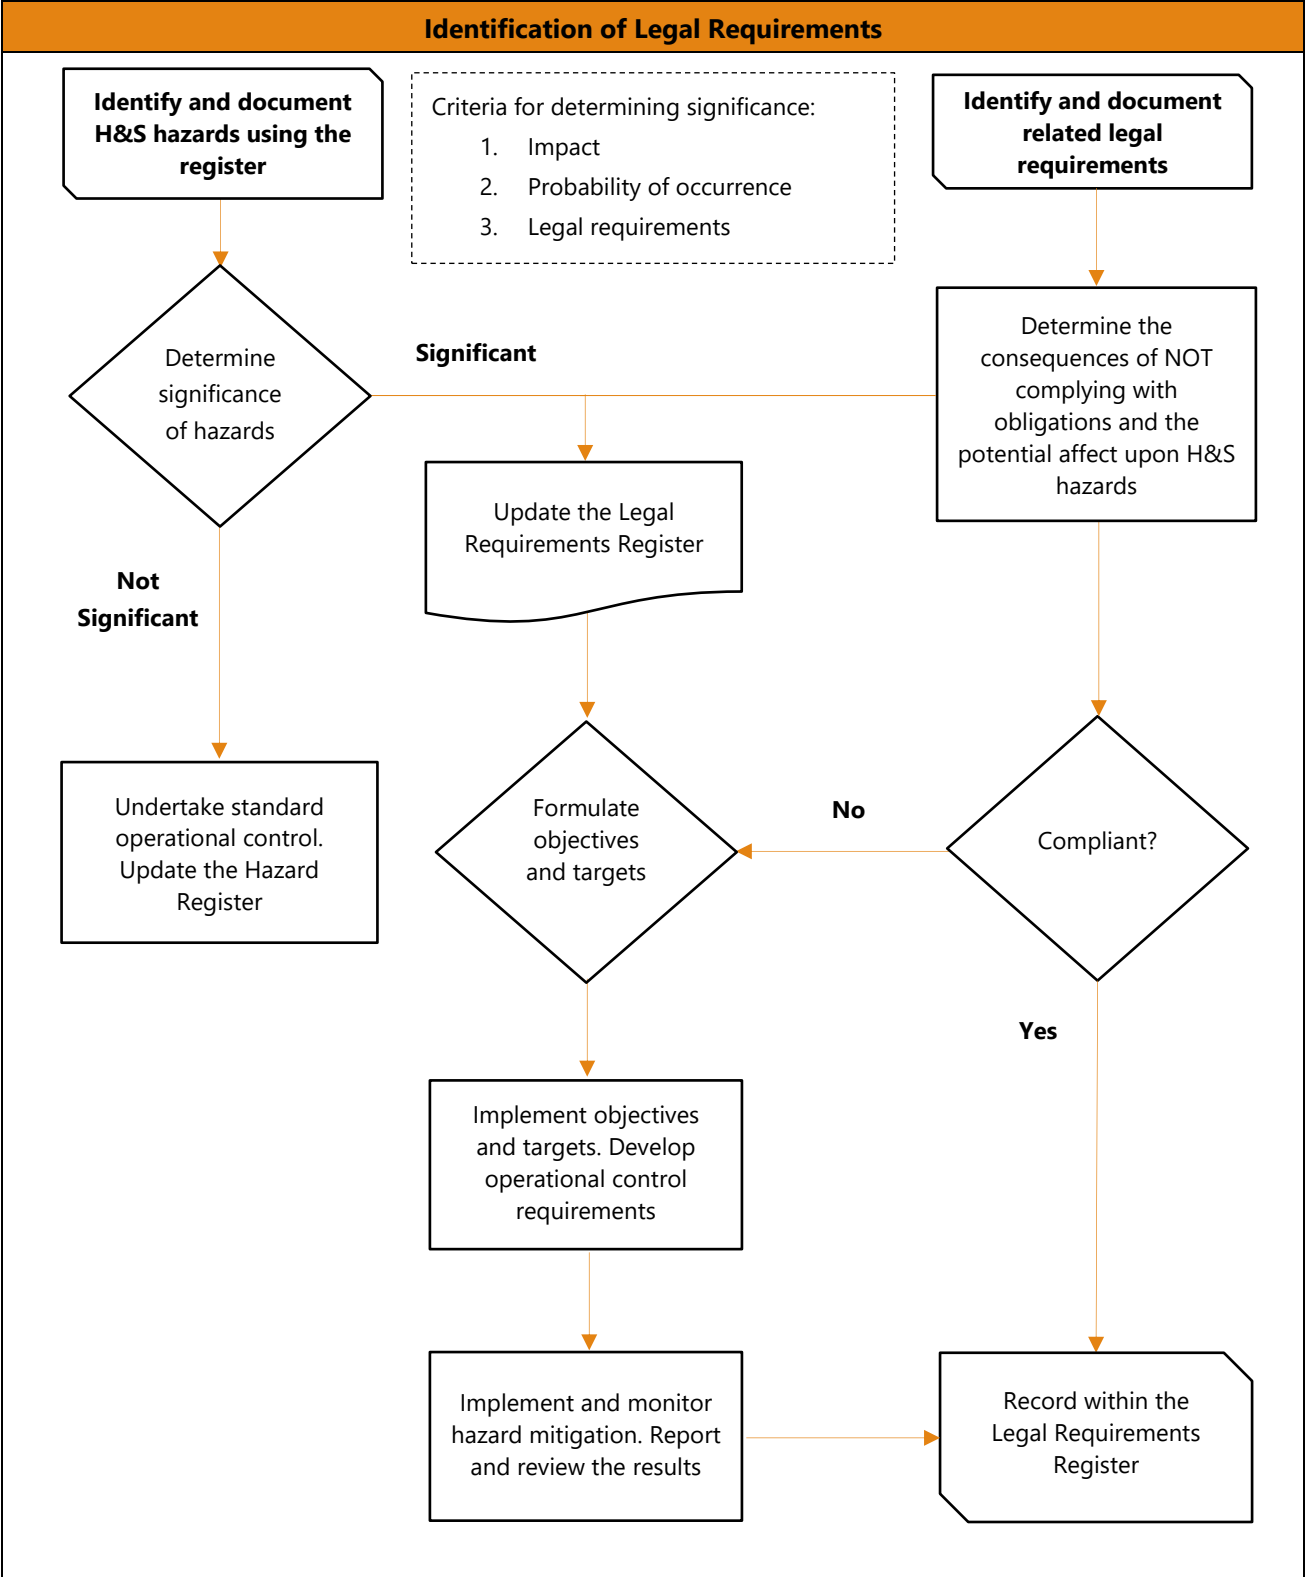 Identification of Legal Requirements
Identify and document
H&S hazards using the
register
Criteria for determining significance:
1. Impact
2. Probability of occurrence
3. Legal requirements
Identify and document
related legal
requirements
Determine
significance
of hazards
Significant
Determine the
consequences of NOT
complying with
obligations and the
potential affect upon H&S
hazards
Update the Legal
Requirements Register
Not
Significant
Undertake standard
operational control.
Update the Hazard
Register
Formulate
objectives
and targets
No
Compliant?
Yes
Implement objectives
and targets. Develop
operational control
requirements
Implement and monitor
hazard mitigation. Report
and review the results
Record within the
Legal Requirements
Register